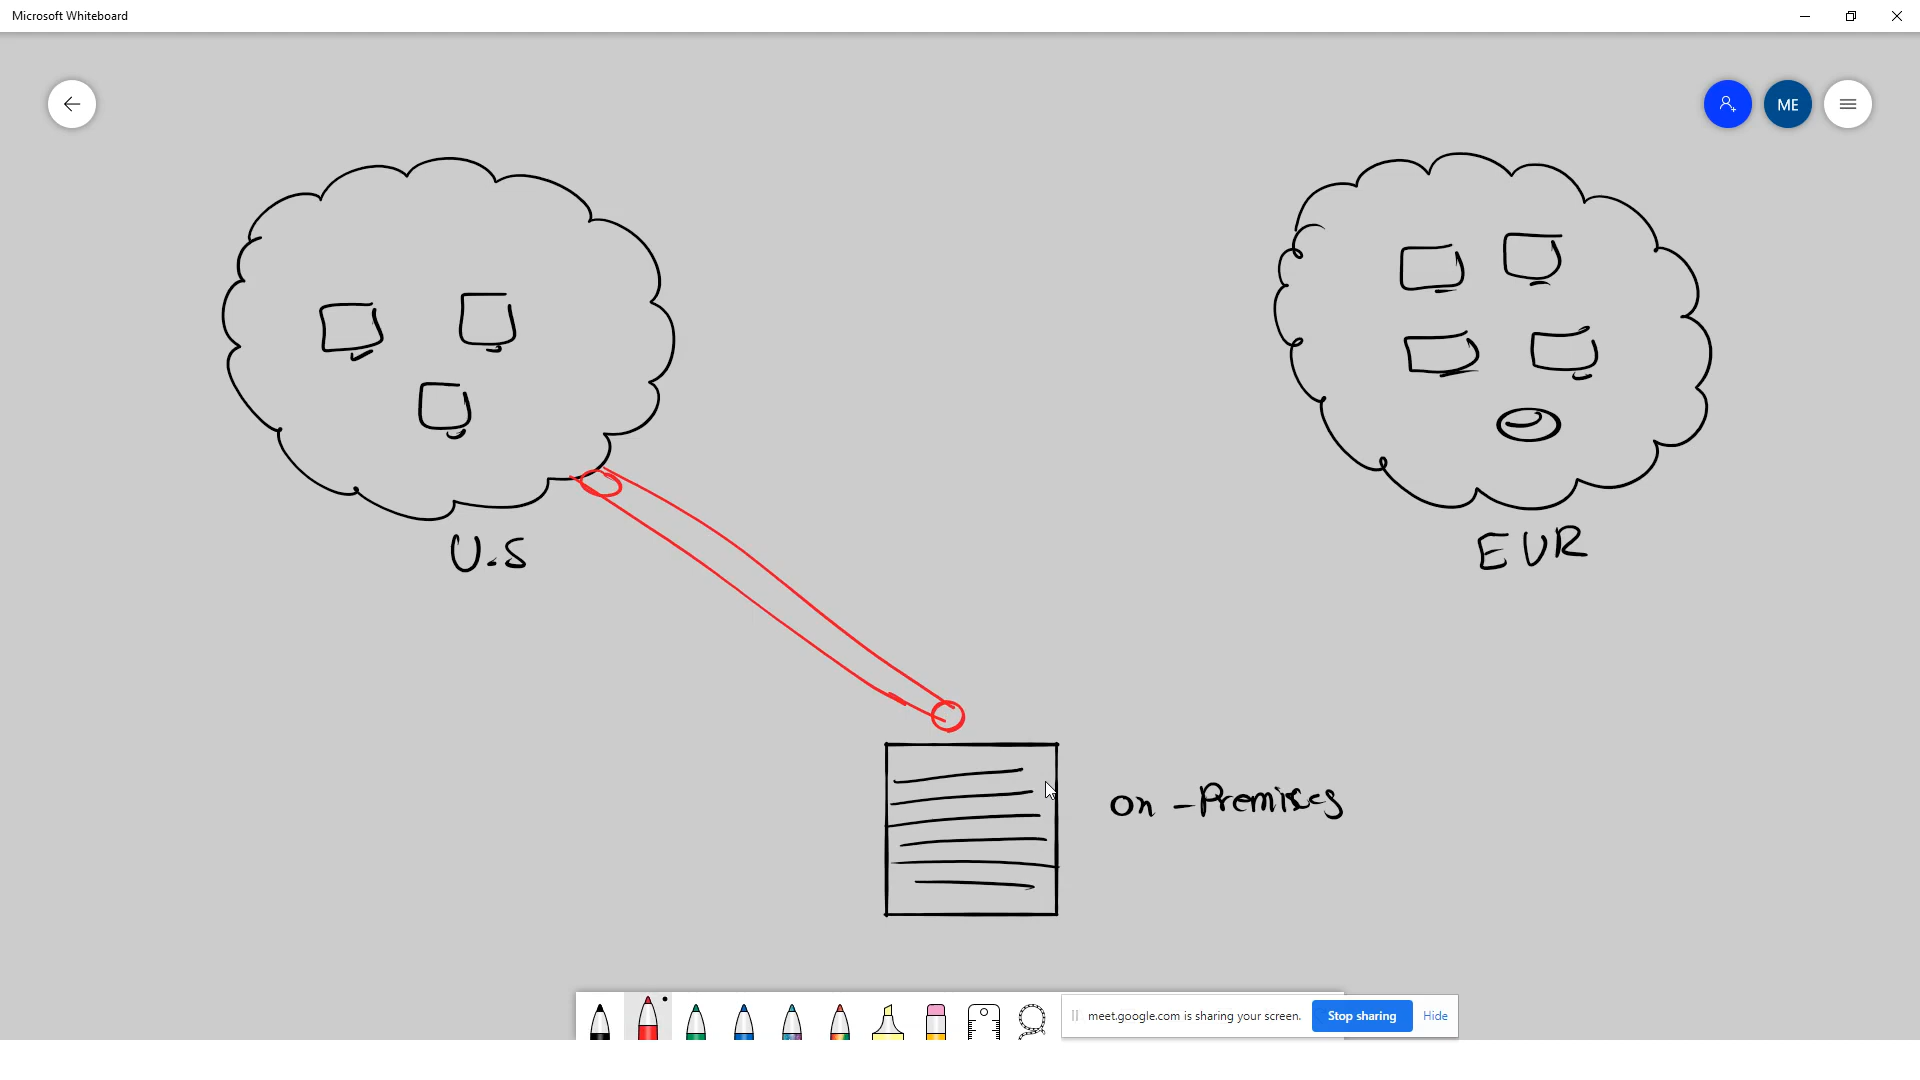 Microsoft Whiteboard
ME
U.S
EUR
on-Premises
meet.google.com is sharing your screen. Stop sharing Hide